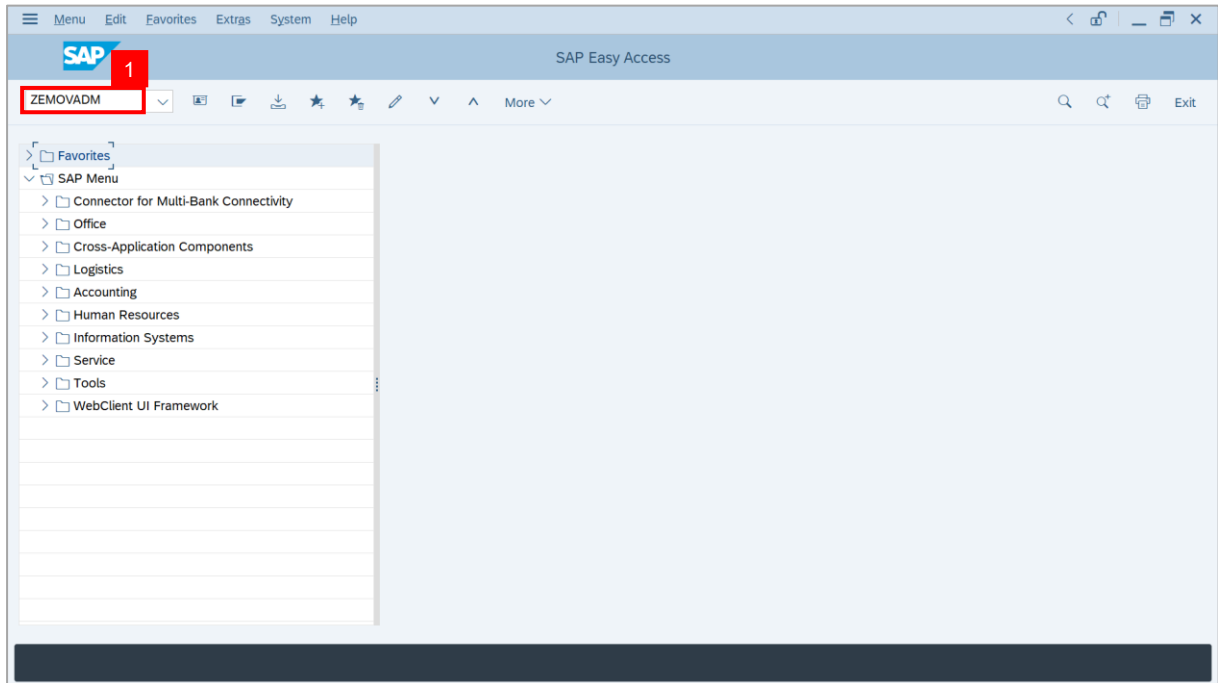 Menu Edit Favorites Extras System Help
SAP
SAP Easy Access
1
ZEMOVADM
More
Exit
Favorites
SAP Menu
Connector for Multi-Bank Connectivity
Office
Cross-Application Components
Logistics
Accounting
Human Resources
Information Systems
Service
Tools
WebClient UI Framework